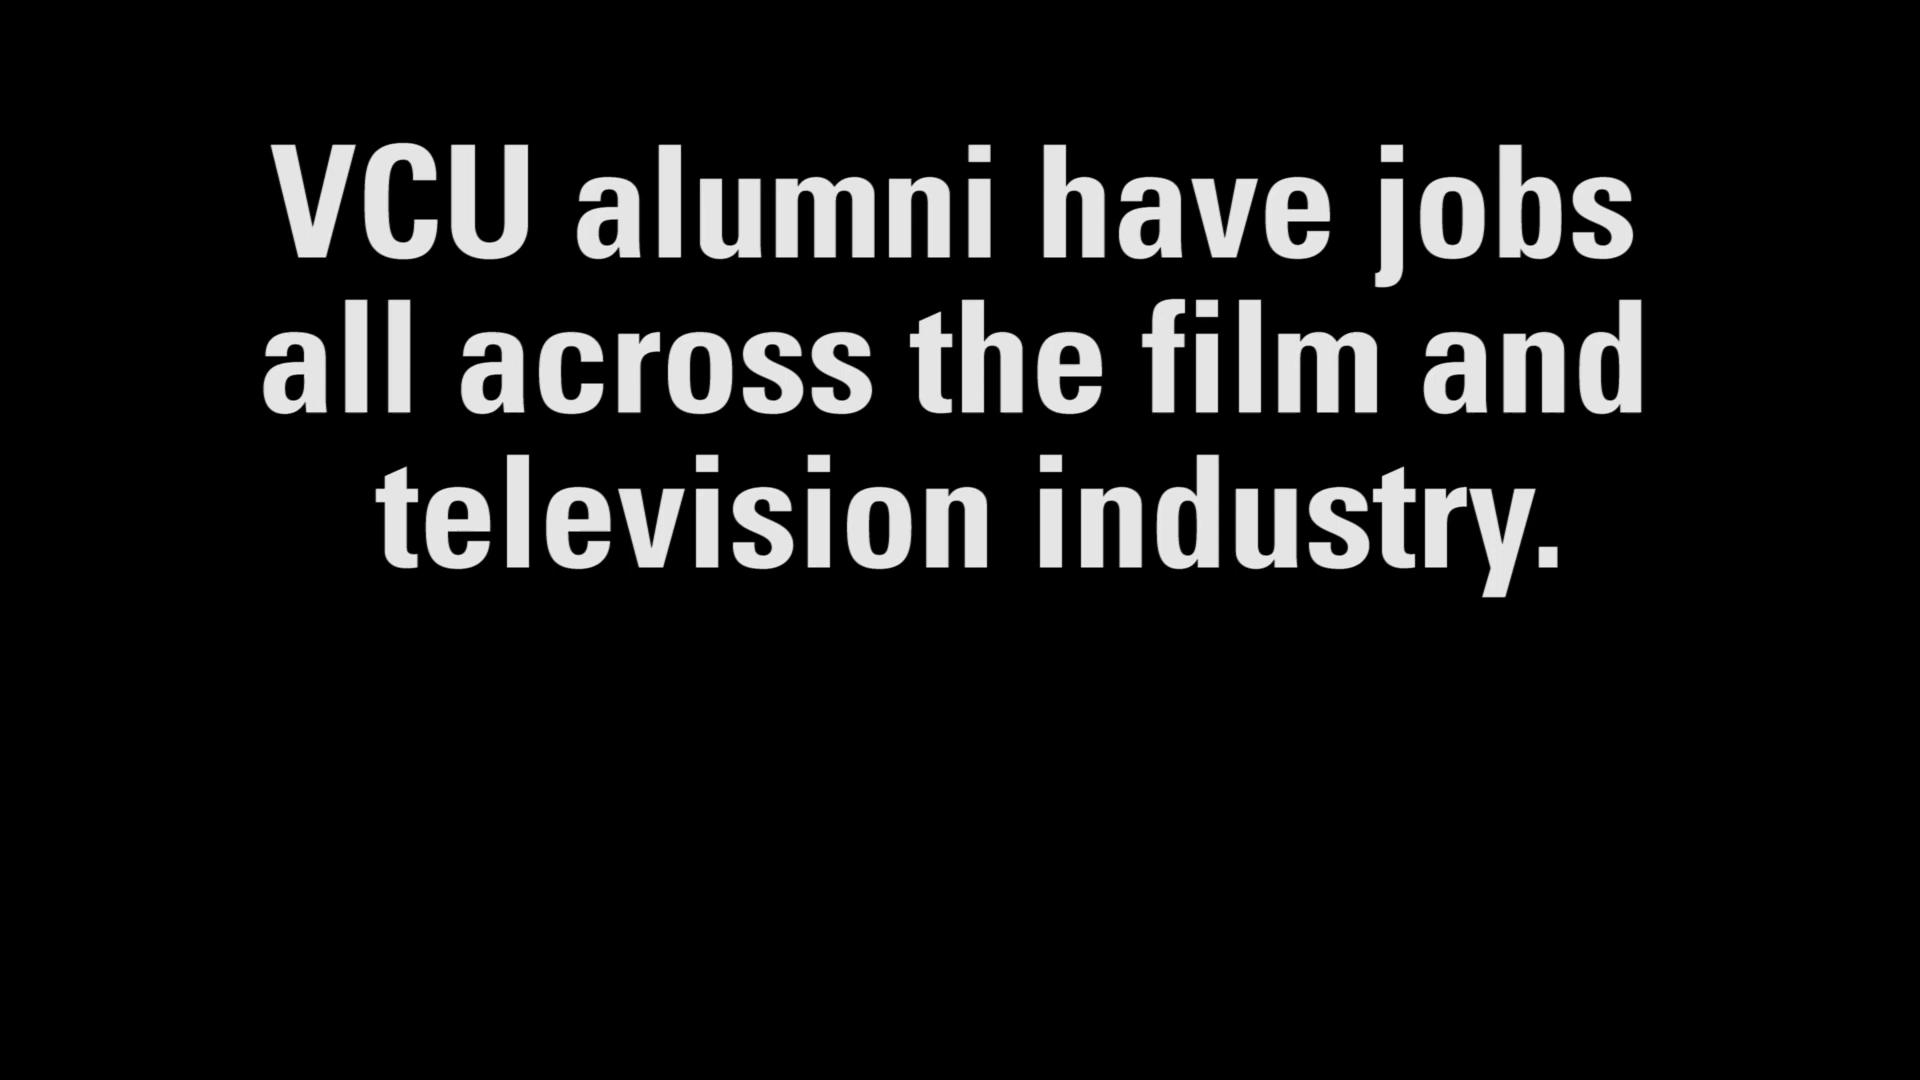 VCU alumni have jobs
all across the film and
television industry.